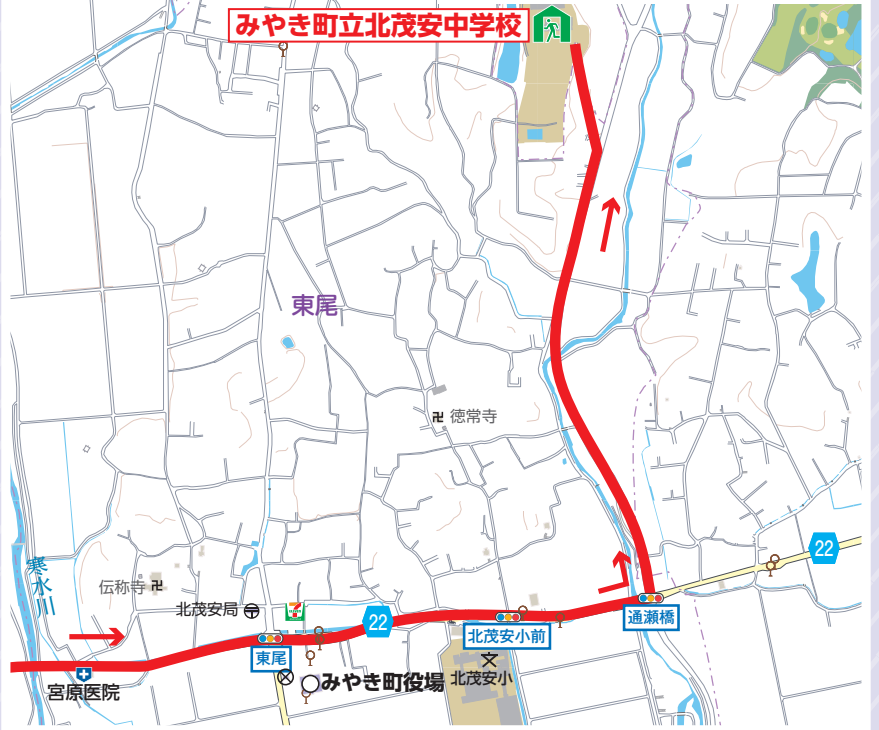 みやき町立北茂安中学校
東尾
徳常寺
22
寒水川
伝称寺
北茂安局
22
通瀬橋
北茂安小前
東尾
北茂安小
みやき町役場
宮原医院